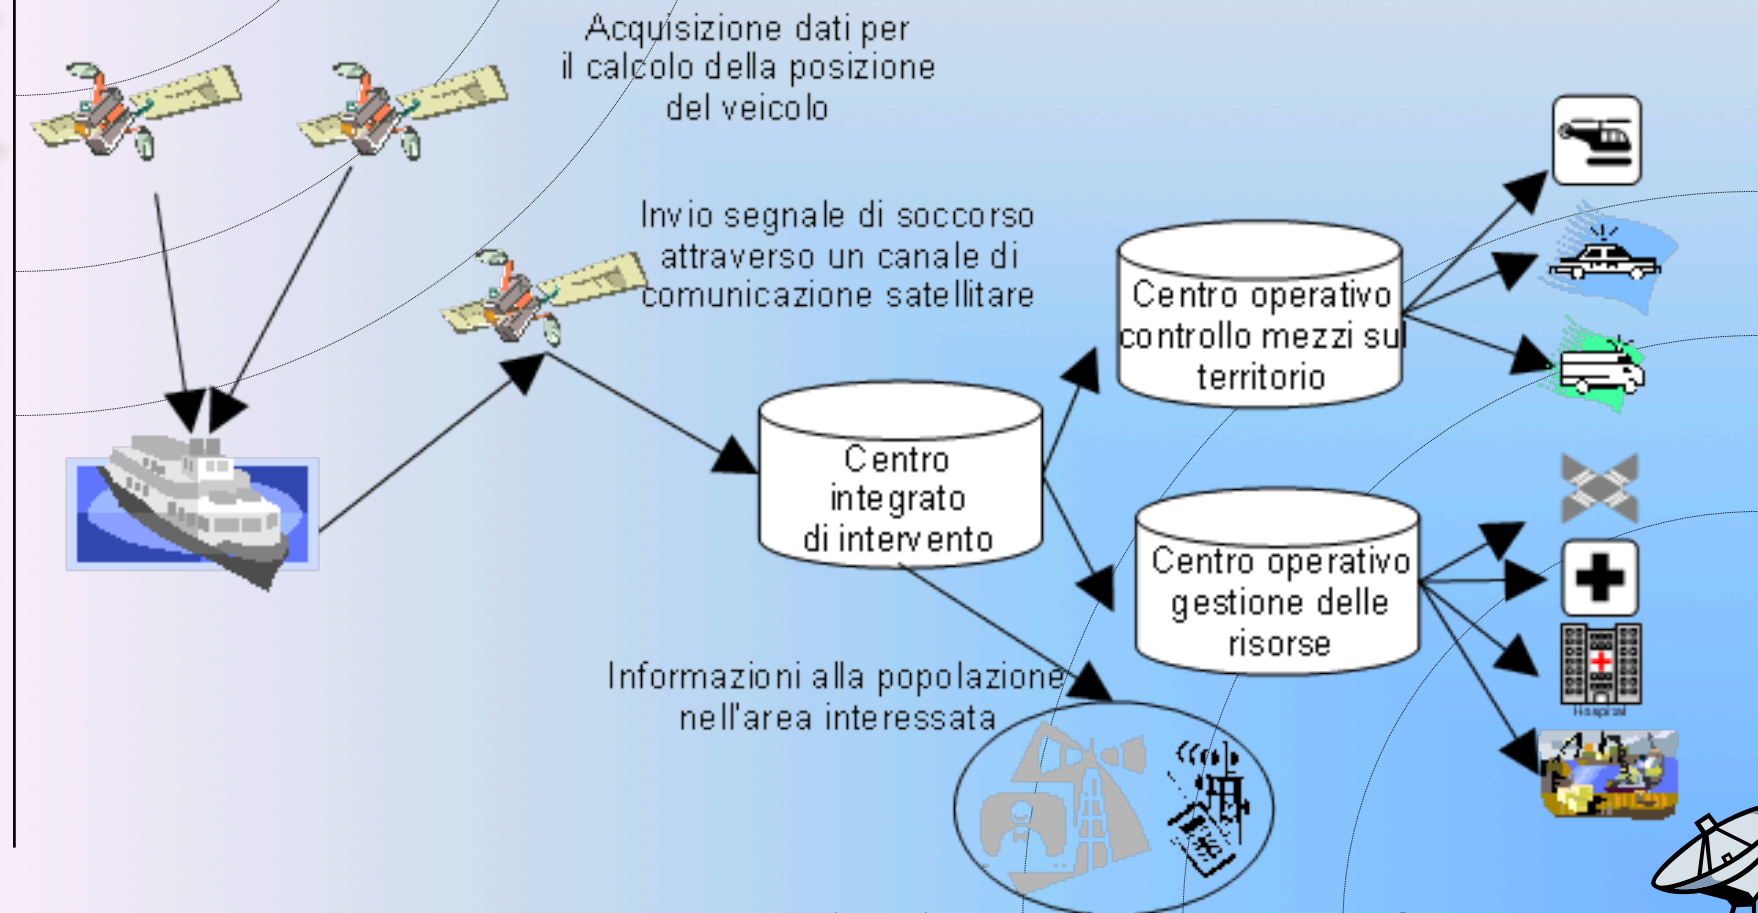 Acquisizione dati per
il calcolo della posizione
del veicolo
Invio segnale di soccorso
attraverso un canale di
comunicazione satellitare
Centro operativo
controllo mezzi sul
territorio
Centro
integrato
di intervento
Centro operativo
gestione delle
risorse
Informazioni alla popolazione
nell'area interessata
Hospital